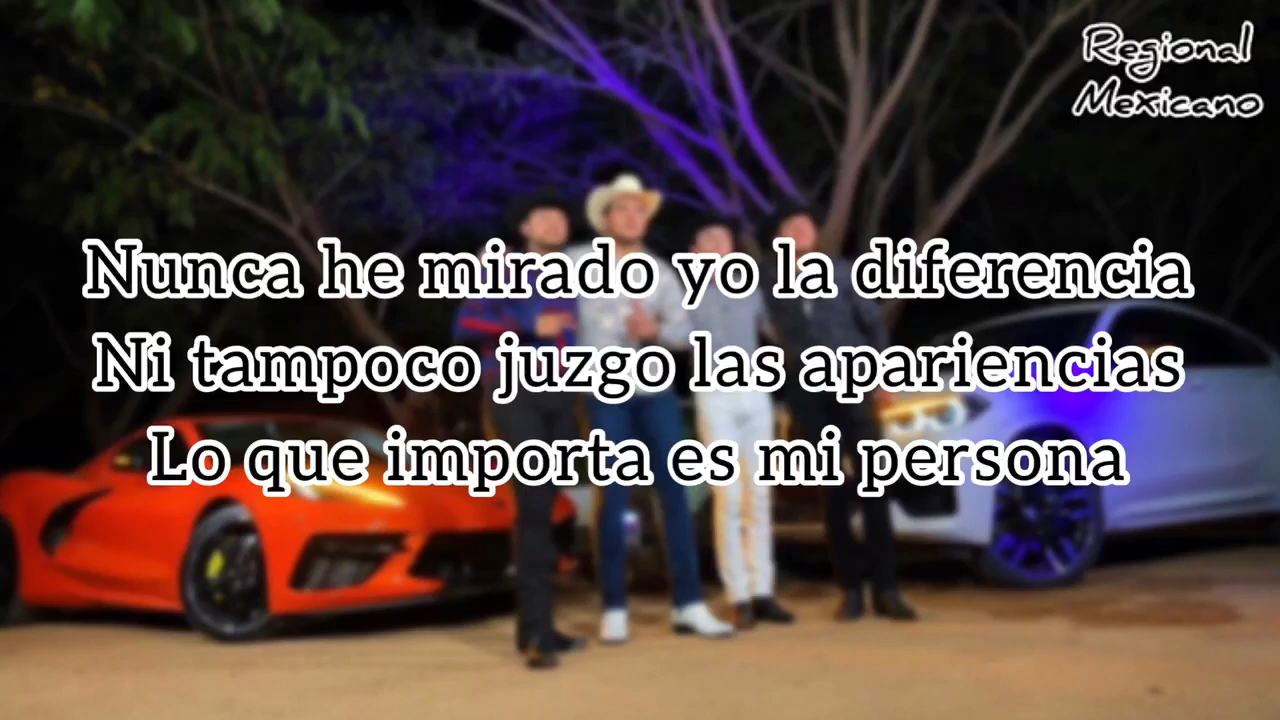 Regional
Mexicano
Nunca he mirado yo la diferencia
Ni tampoco juzgo las apariencias
Lo que importa es mi persona